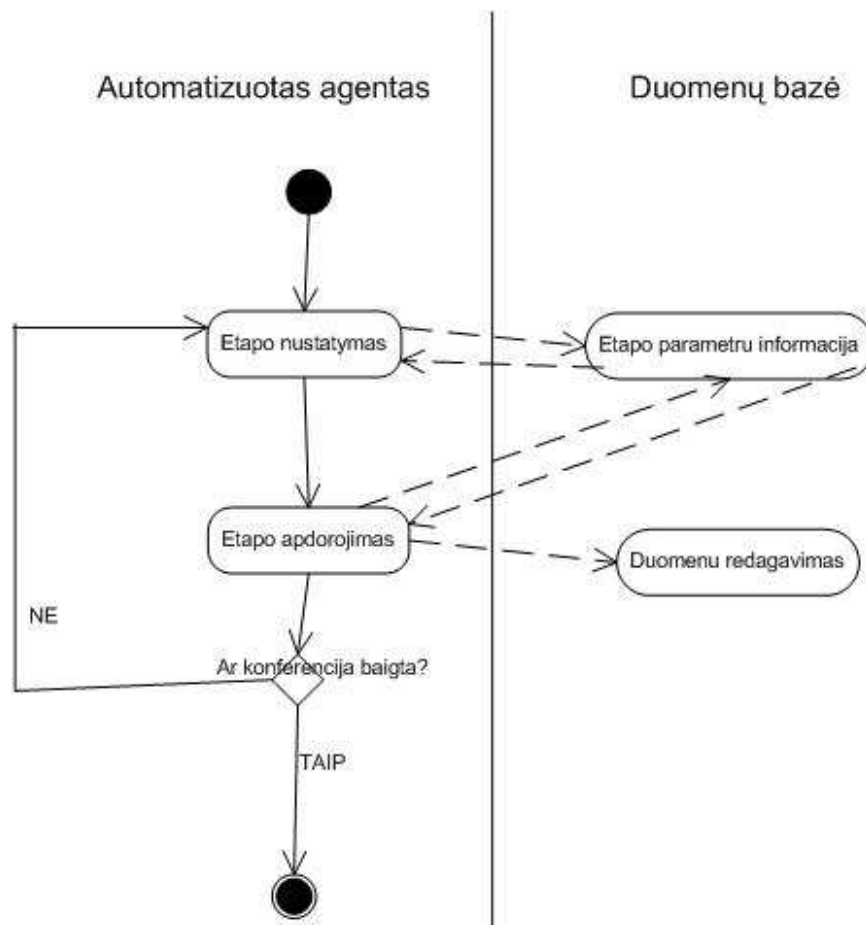 Automatizuotas agentas
Duomenų bazė
Etapo nustatymas
Etapo parametru informacija
Etapo apdorojimas
Duomenu redagavimas
NE
Ar konferencija baigta?
TAIP